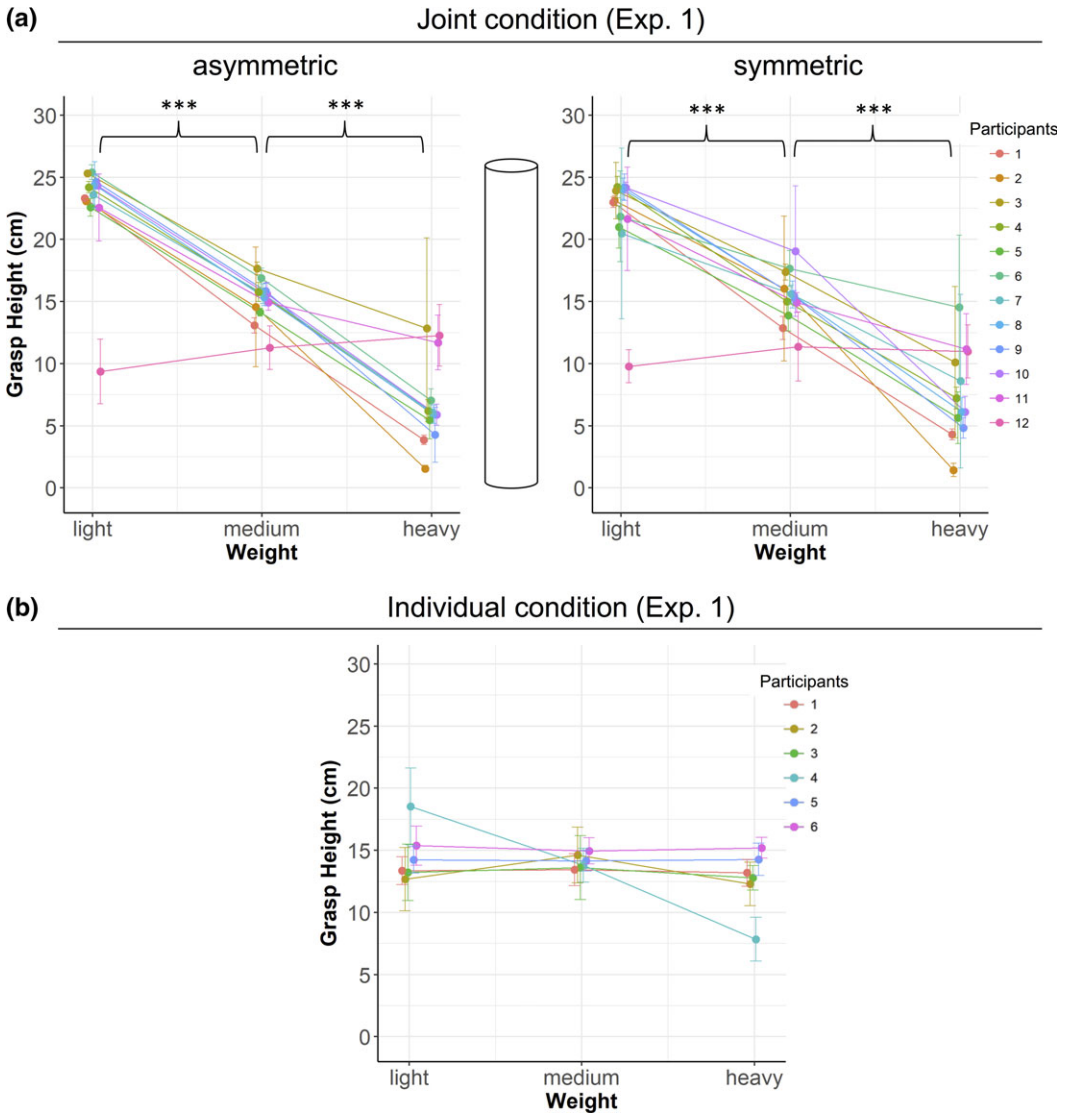 (a)
Joint condition (Exp. 1)
asymmetric
symmetric
*** ***
*** ***
30
25
20
15
10
5
0
Grasp Height (cm)
light medium heavy
Weight
30
25
20
15
10
5
0
light medium heavy
Weight
Participants
1
2
3
4
5
6
7
8
9
10
11
12
(b)
Individual condition (Exp. 1)
30
25
20
15
10
5
0
Grasp Height (cm)
light medium heavy
Weight
Participants
1
2
3
4
5
6